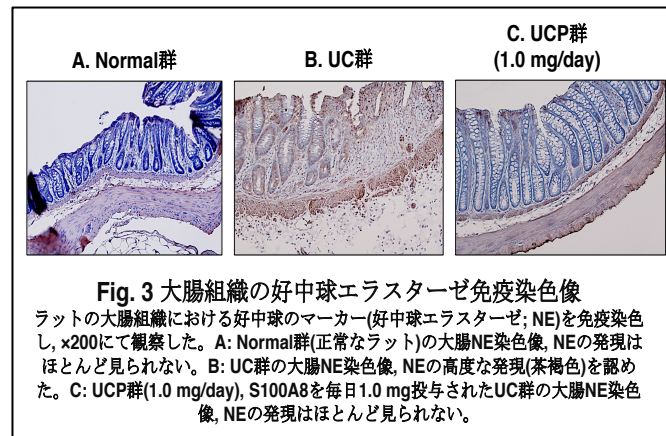 A. Normal群
B. UC群
C. UCP群
(1.0 mg/day)
Fig. 3 大腸組織の好中球エラスターゼ免疫染色像
ラットの大腸組織における好中球のマーカー(好中球エラスターゼ; NE)を免疫染色
し, ×200にて観察した。A: Normal群(正常なラット)の大腸NE染色像, NEの発現は
ほとんど見られない。B: UC群の大腸NE染色像, NEの高度な発現(茶褐色)を認め
た。C: UCP群(1.0 mg/day), S100A8を毎日1.0 mg投与されたUC群の大腸NE染色
像, NEの発現はほとんど見られない。